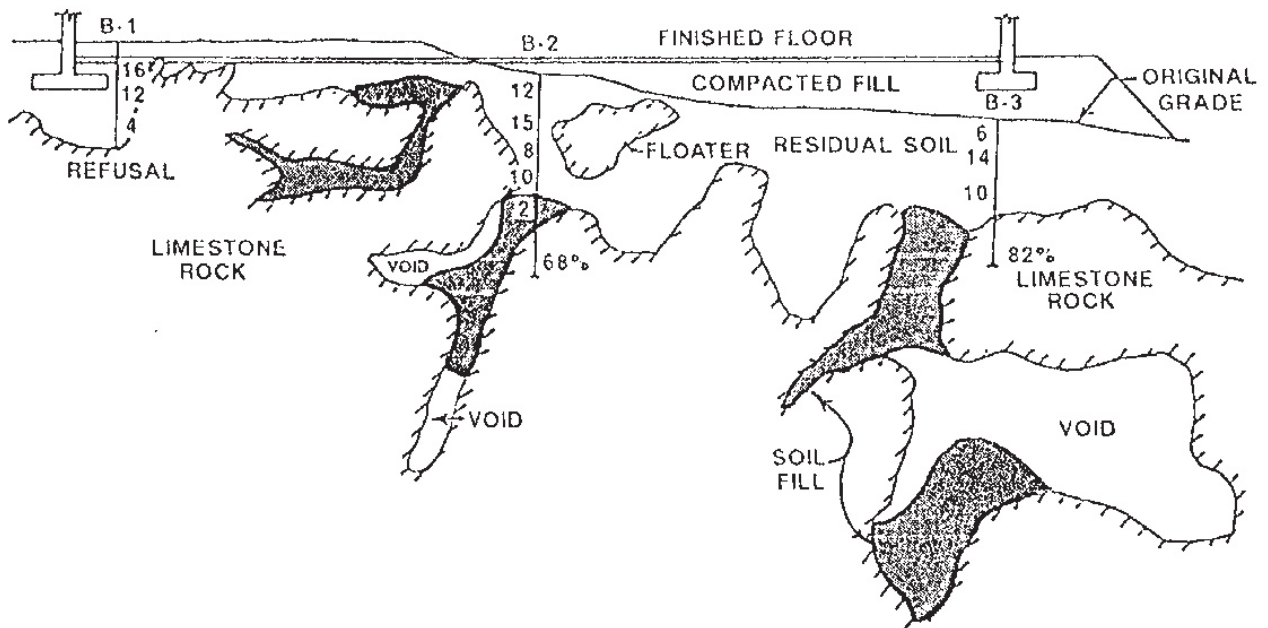 B-1
B-2
FINISHED FLOOR
COMPACTED FILL
ORIGINAL
GRADE
B-3
16
12
4
REFUSAL
12
15
8
10
2
68%
FLOATER
RESIDUAL SOIL
6
14
10
82%
LIMESTONE
ROCK
VOID
LIMESTONE
ROCK
VOID
VOID
SOIL
FILL